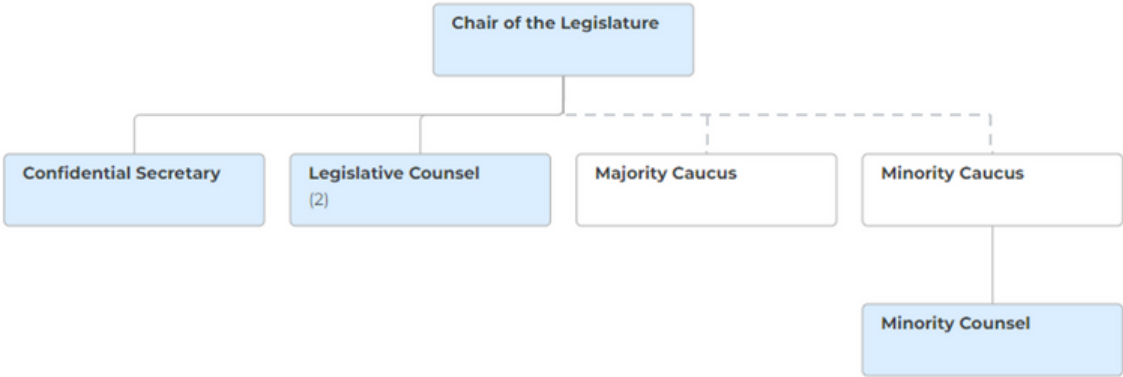 Chair of the Legislature
Confidential Secretary
Legislative Counsel
(2)
Majority Caucus
Minority Caucus
Minority Counsel